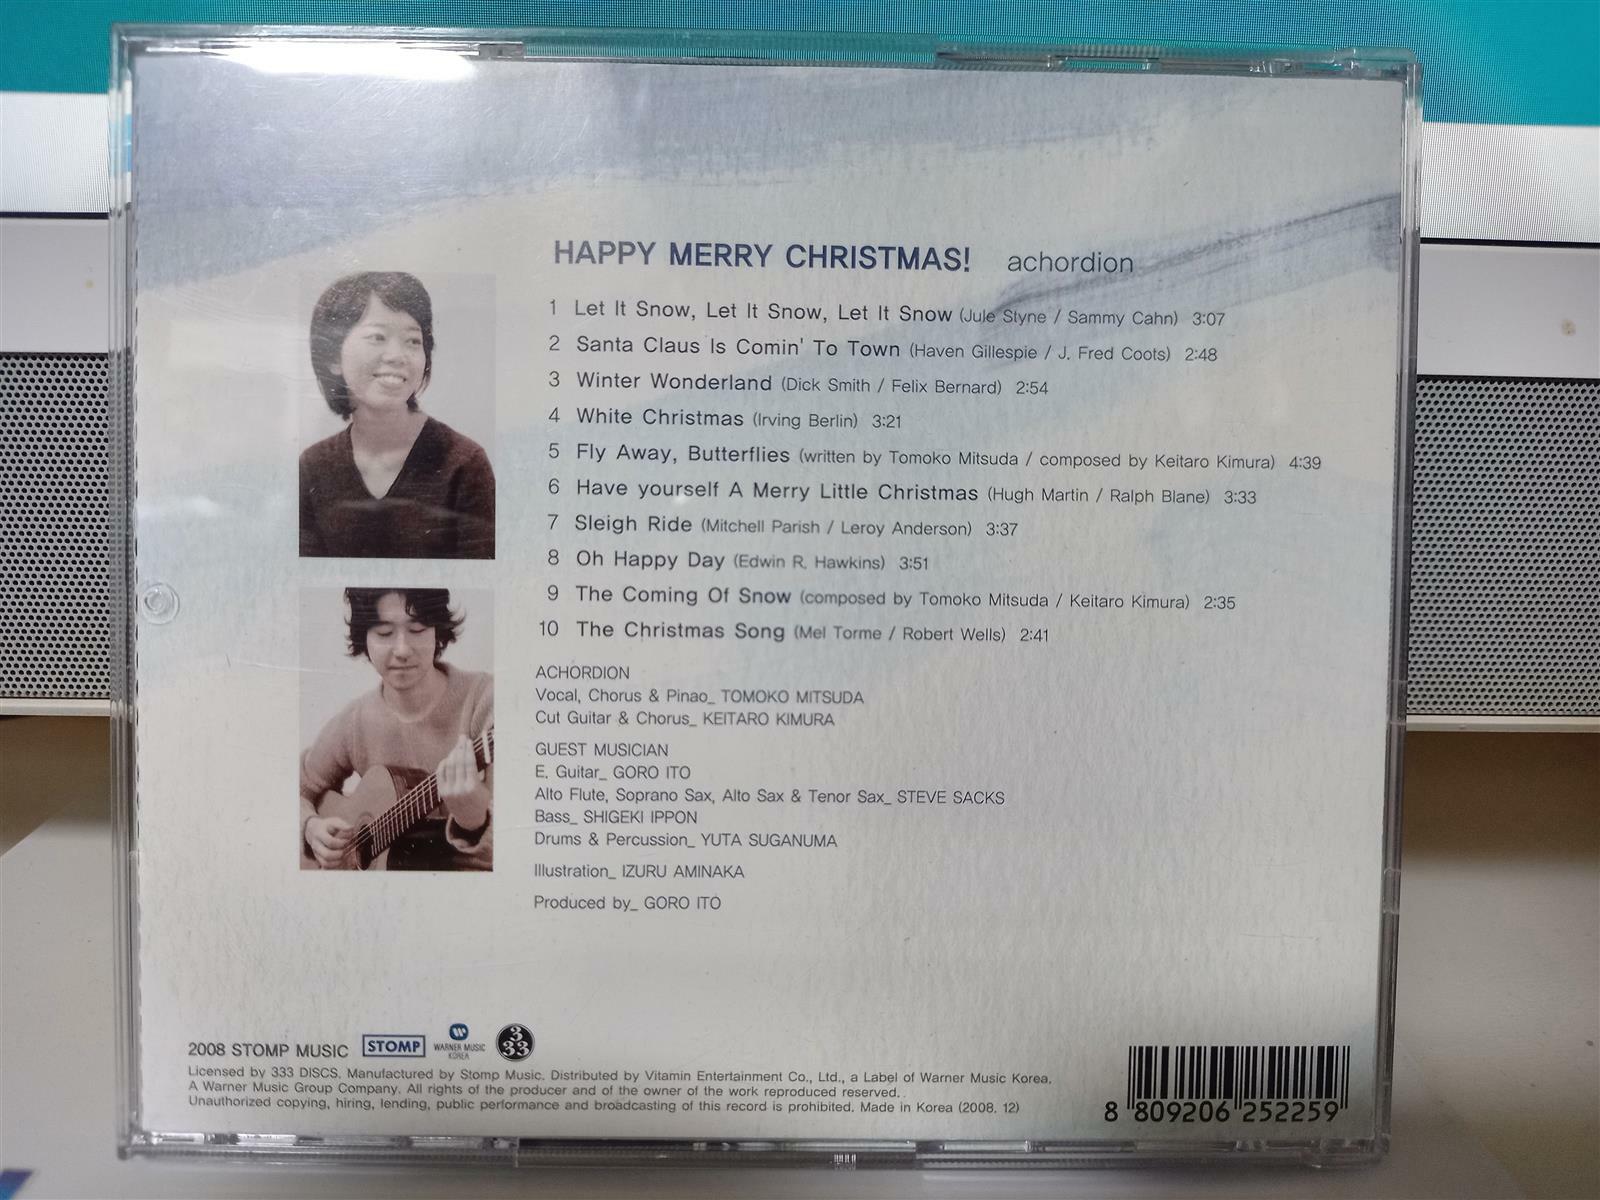 HAPPY MERRY CHRISTMAS! achordion
1 Let It Snow, Let It Snow, Let It Snow (Jule Styne / Sammy Cahn) 3:07
2 Santa Claus Is Comin' To Town (Haven Gillespie / J. Fred Coots) 2:48
3 Winter Wonderland (Dick Smith / Felix Bernard) 2:54
4 White Christmas (Irving Berlin) 3:21
5 Fly Away, Butterflies (written by Tomoko Mitsuda / composed by Keitaro Kimura) 4:39
6 Have yourself A Merry Little Christmas (Hugh Martin / Ralph Blane) 3:33
7 Sleigh Ride (Mitchell Parish / Leroy Anderson) 3:37
8 Oh Happy Day (Edwin R. Hawkins) 3:51
9 The Coming Of Snow (composed by Tomoko Mitsuda / Keitaro Kimura) 2:35
10 The Christmas Song (Mel Torme / Robert Wells) 2:41
ACHORDION
Vocal, Chorus & Pinao_ TOMOKO MITSUDA
Cut Guitar & Chorus_ KEITARO KIMURA
GUEST MUSICIAN
E. Guitar_ GORO ITO
Alto Flute, Soprano Sax, Alto Sax & Tenor Sax_ STEVE SACKS
Bass_ SHIGEKI IPPON
Drums & Percussion_ YUTA SUGANUMA
Illustration_ IZURU AMINAKA
Produced by_ GORO ITO
2008 STOMP MUSIC STOMP WARNER MUSIC KOREA 3 33
Licensed by 333 DISCS. Manufactured by Stomp Music. Distributed by Vitamin Entertainment Co., Ltd., a Label of Warner Music Korea.
A Warner Music Group Company. All rights of the producer and of the owner of the work reproduced reserved.
Unauthorized copying, hiring, lending, public performance and broadcasting of this record is prohibited. Made in Korea (2008. 12)
8 809206 252259